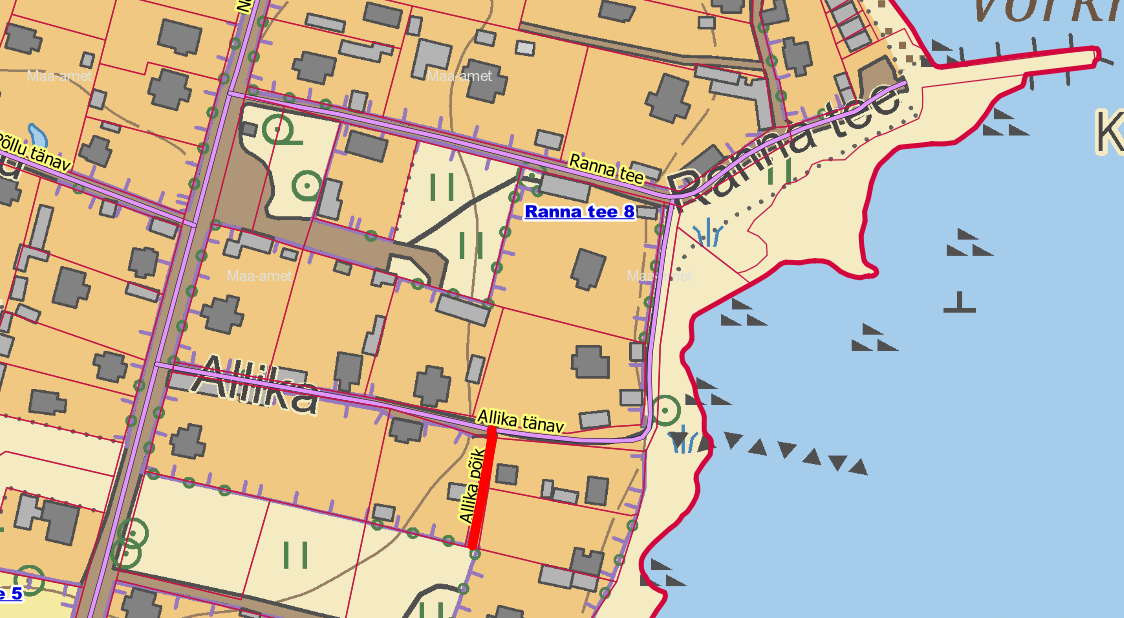 N
Vorkr
Maa-amet
Maa-amet
K
Põllu tänav
a
Ranna tee
Ranna-tee
Ranna tee 8
Maa-amet
Maa-amet
Allika
Allika tänav
Allika põik
e 5